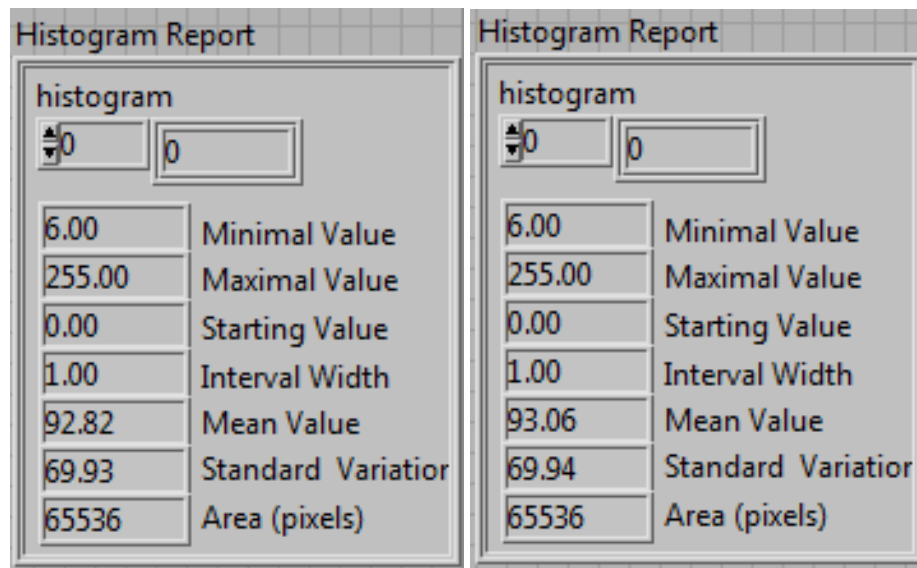 Histogram Report
histogram
0 0
6.00 Minimal Value
255.00 Maximal Value
0.00 Starting Value
1.00 Interval Width
92.82 Mean Value
69.93 Standard Variation
65536 Area (pixels)
Histogram Report
histogram
0 0
6.00 Minimal Value
255.00 Maximal Value
0.00 Starting Value
1.00 Interval Width
93.06 Mean Value
69.94 Standard Variation
65536 Area (pixels)